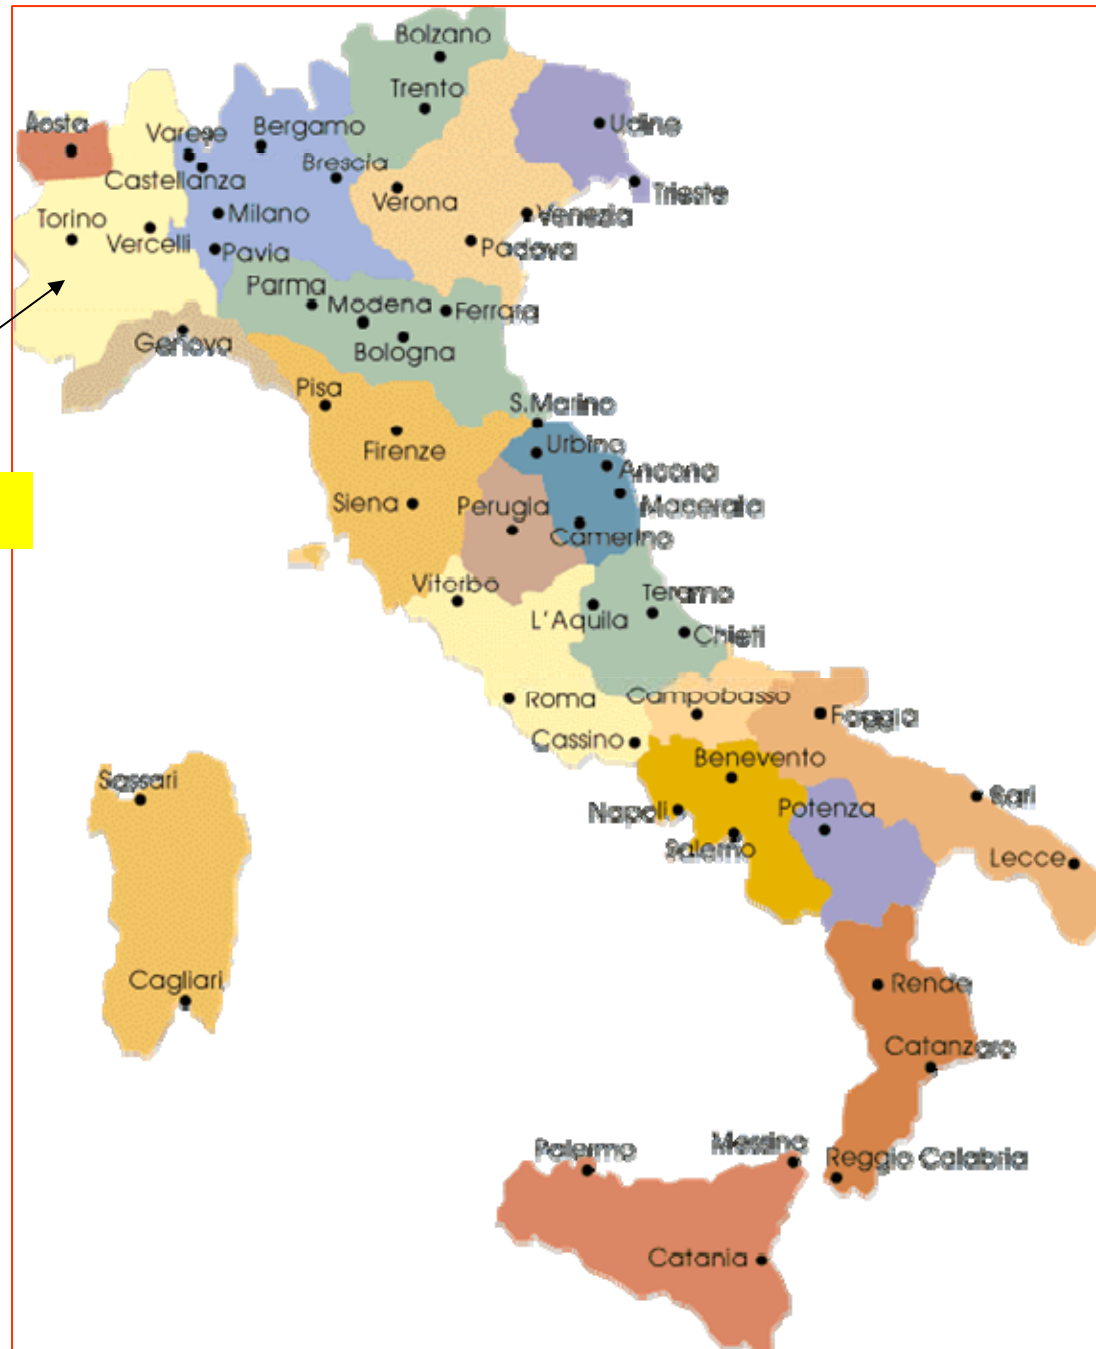 Bolzano
Trento
Aosta
Varese
Bergamo
Udine
Castellanza
Brescia
Verona
Trieste
Torino
Vercelli
Milano
Venezia
Pavia
Padova
Parma
Modena
Ferrara
Genova
Bologna
Pisa
S.Marino
Firenze
Urbino
Ancona
Siena
Perugia
Macerata
Camerino
Viterbo
Teramo
L'Aquila
Chieti
Roma
Campobasso
Foggia
Cassino
Benevento
Sassari
Napoli
Potenza
Bari
Salerno
Lecce
Cagliari
Rende
Catanzaro
Palermo
Messina
Reggio Calabria
Catania